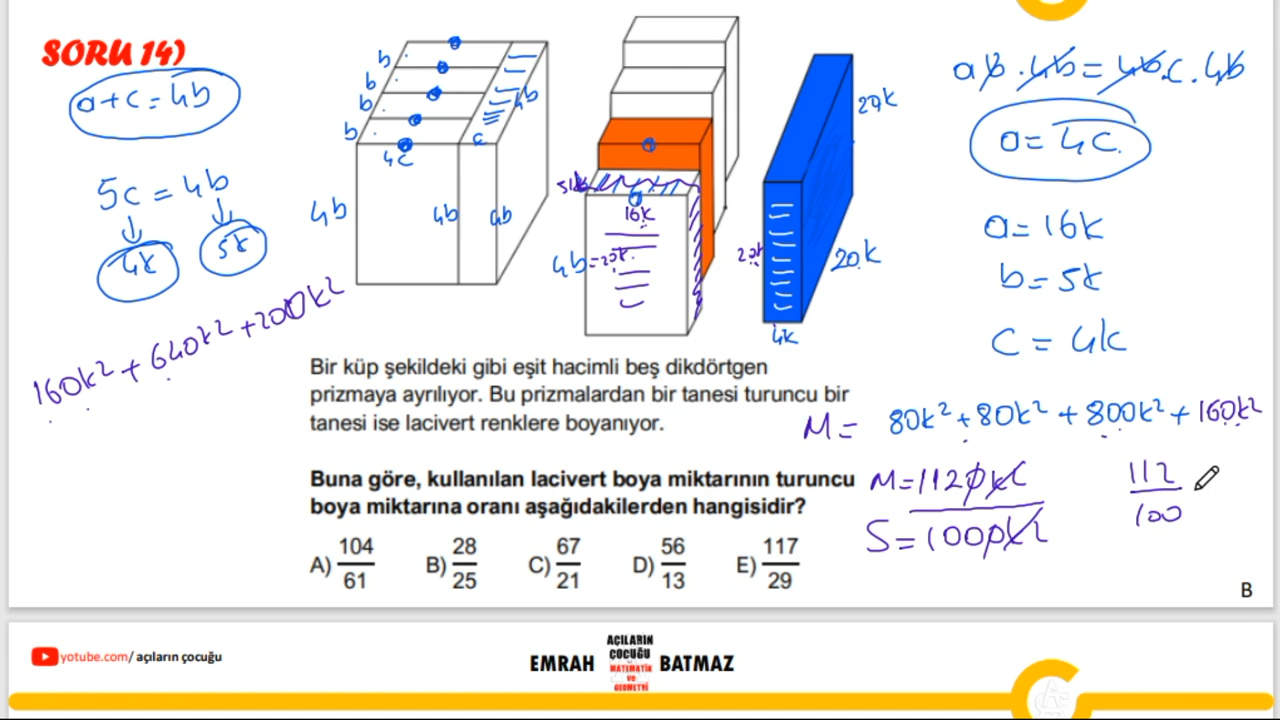 SORU 14)
a+c=4b
5c = 4b
4k 5k
160k² + 640k² + 200k²
b
b
b
b
4c
c
4b
4b
4b
4b
5k
16k
4b=20k
20k
20k
20k
4k
ab . 4b = 4b.c.4b
a = 4c.
a = 16k
b = 5k
c = 4k
Bir küp şekildeki gibi eşit hacimli beş dikdörtgen
prizmaya ayrılıyor. Bu prizmalardan bir tanesi turuncu bir
tanesi ise lacivert renklere boyanıyor.
M = 80k² + 80k² + 800k² + 160k²
Buna göre, kullanılan lacivert boya miktarının turuncu
boya miktarına oranı aşağıdakilerden hangisidir?
M = 1120k²
S = 1000k²
112
100
A) 104/61 B) 28/25 C) 67/21 D) 56/13 E) 117/29
B
yotube.com/ açıların çocuğu
EMRAH AÇILARIN ÇOCUĞU MATEMATİK ve GEOMETRİ BATMAZ